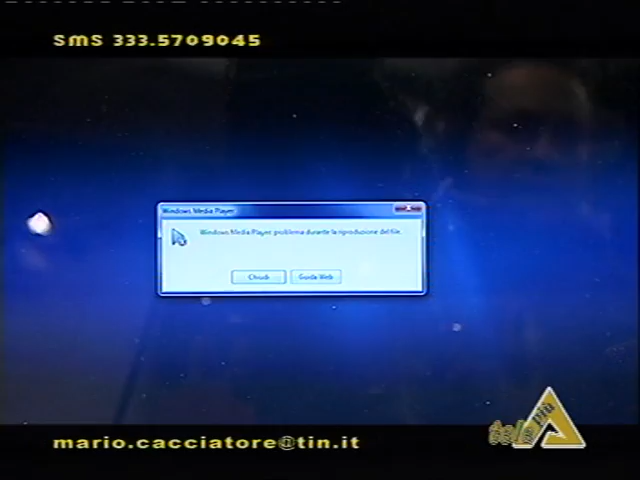 SMS 333.5709045
Windows Media Player
Windows Media Player: problema durante la riproduzione del file.
Chiudi
Guida Web
tele più
mario.cacciatore@tin.it